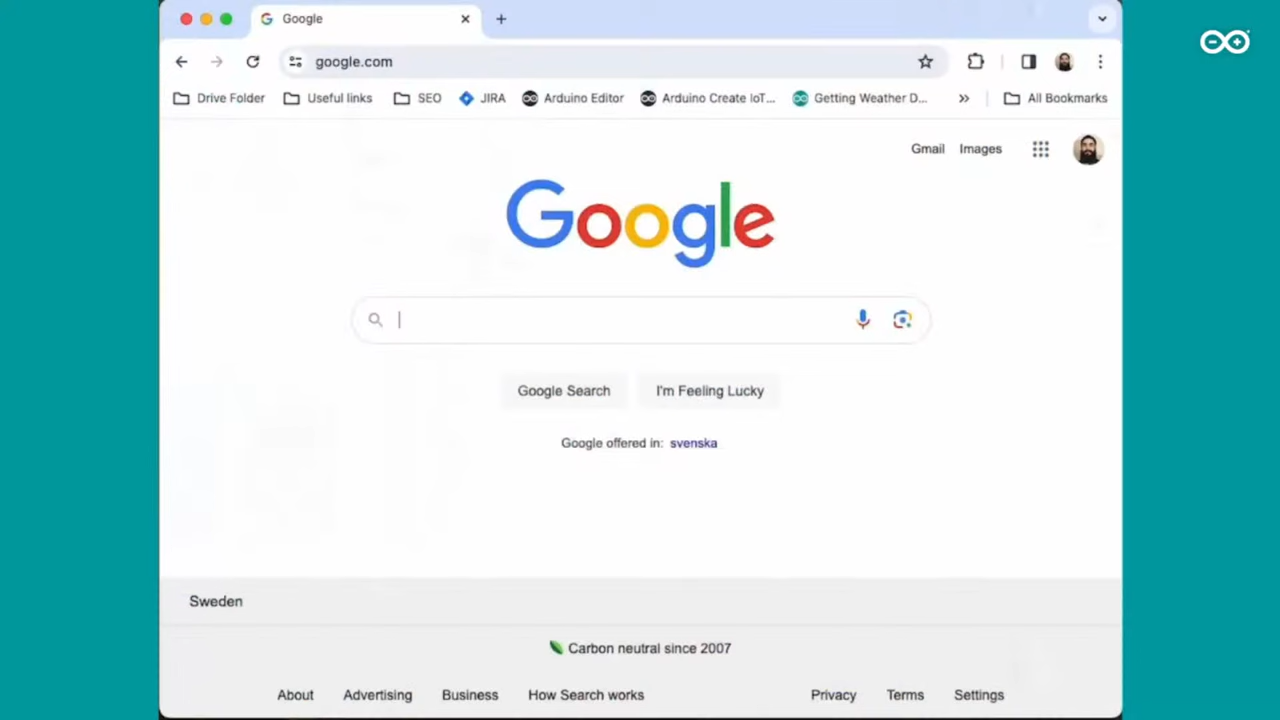 Google
google.com
Drive Folder Useful links SEO JIRA Arduino Editor Arduino Create IoT... Getting Weather D... » All Bookmarks
Gmail Images
Google
Google Search I'm Feeling Lucky
Google offered in: svenska
Sweden
Carbon neutral since 2007
About Advertising Business How Search works Privacy Terms Settings